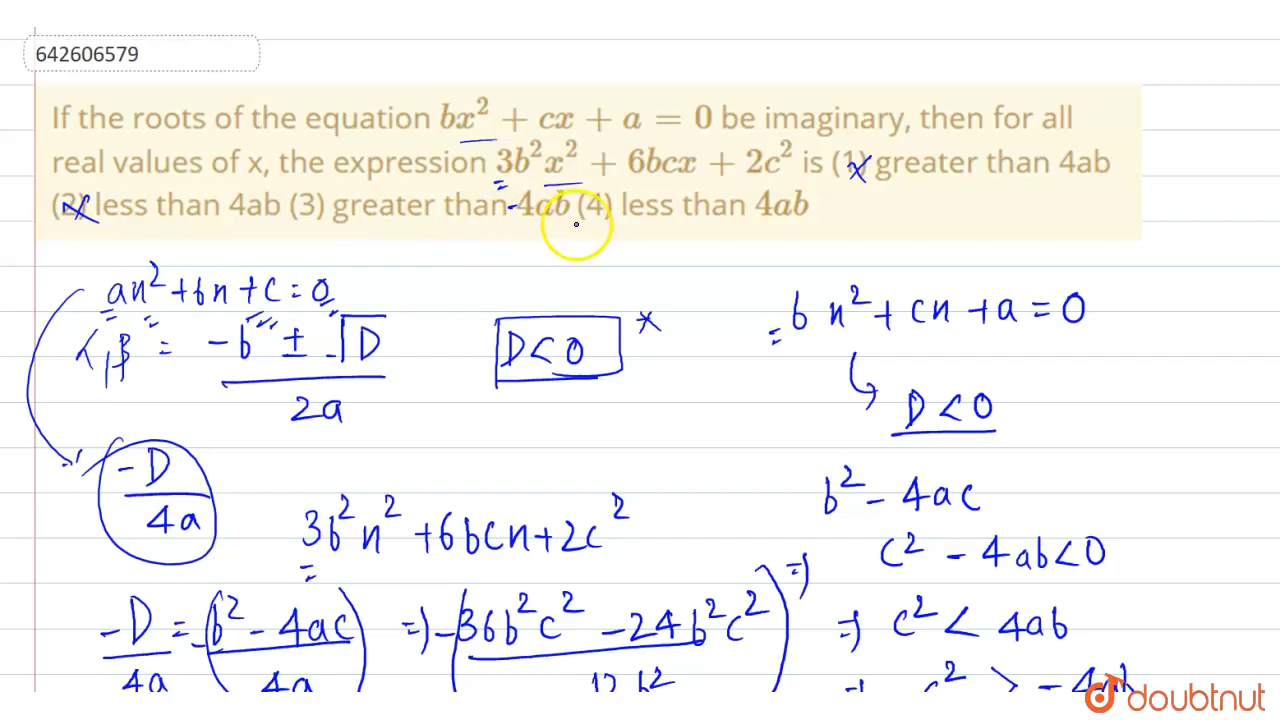 642606579
If the roots of the equation bx² + cx + a = 0 be imaginary, then for all
real values of x, the expression 3b²x² + 6bcx + 2c² is (1) greater than 4ab
(2) less than 4ab (3) greater than -4ab (4) less than 4ab
ax² + bx + c = 0
α, β = -b ± √D
2a
D < 0
-D
4a
3b²x² + 6bcx + 2c²
-D = -(b² - 4ac) ⇒ -(36b²c² - 24b²c²)
4a 4a 12b²
bx² + cx + a = 0
D < 0
b² - 4ac
⇒ c² - 4ab < 0
⇒ c² < 4ab
⇒ -c² > -4ab
doubtnut